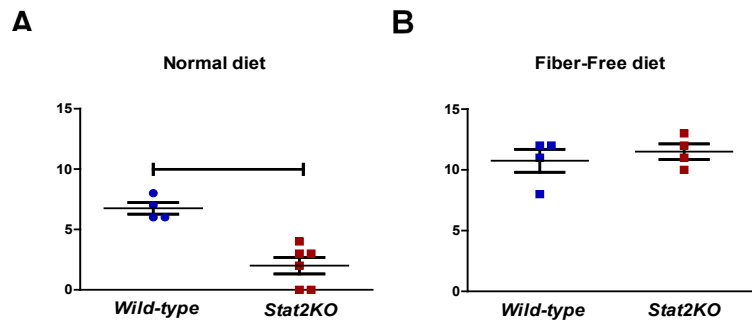 A
B
Normal diet
Fiber-Free diet
15
10
5
0
Wild-type
Stat2KO
15
10
5
0
Wild-type
Stat2KO